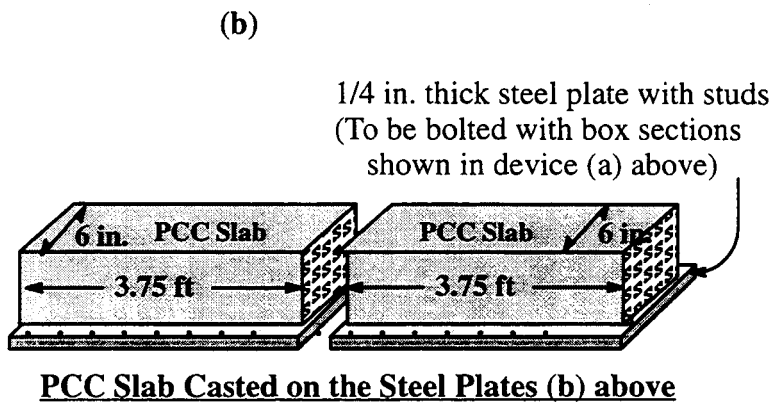 (b)
1/4 in. thick steel plate with studs
(To be bolted with box sections
shown in device (a) above)
6 in. PCC Slab
PCC Slab 6 in.
3.75 ft
3.75 ft
PCC Slab Casted on the Steel Plates (b) above